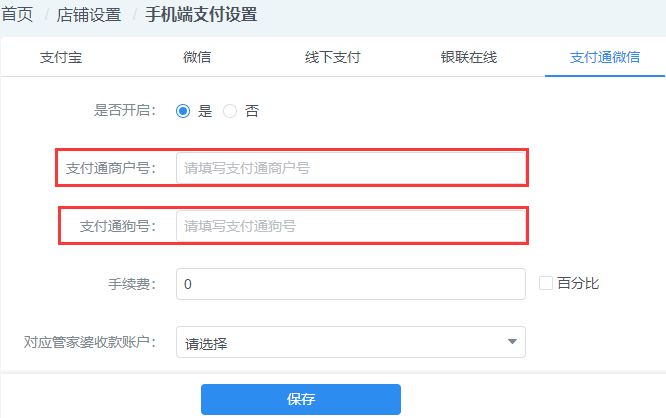 首页 / 店铺设置 / 手机端支付设置
支付宝 微信 线下支付 银联在线 支付通微信
是否开启： 是 否
支付通商户号： 请填写支付通商户号
支付通狗号： 请填写支付通狗号
手续费： 0 百分比
对应管家婆收款账户： 请选择
保存